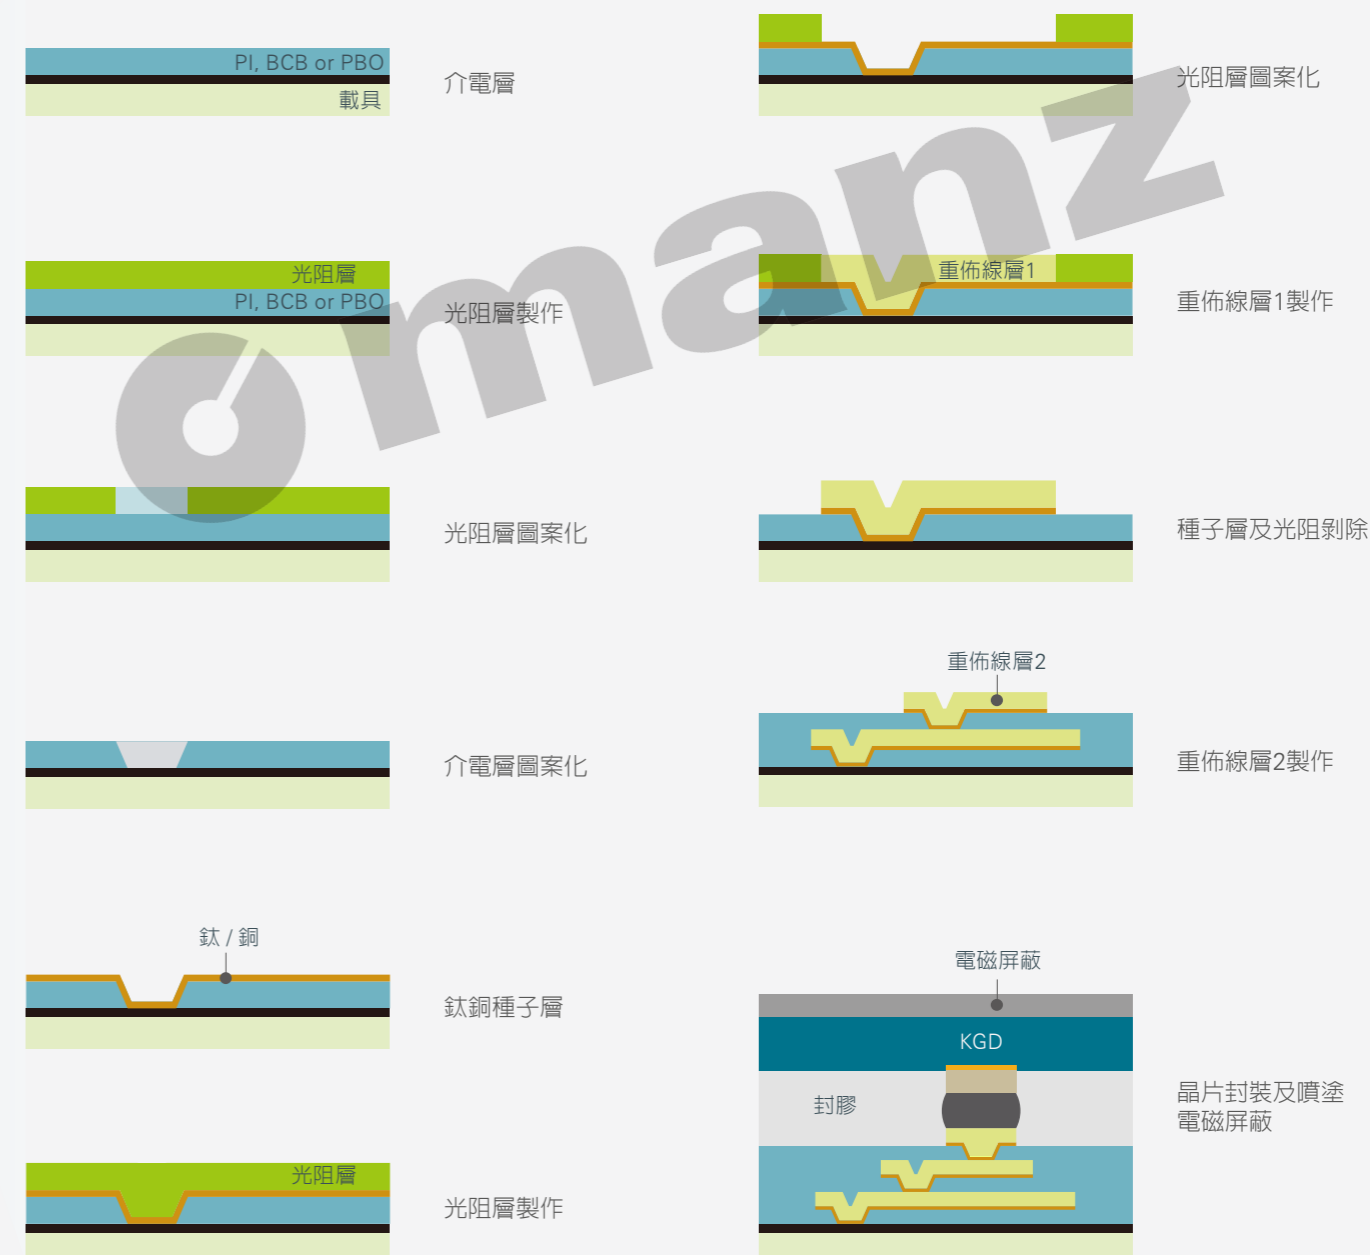 PI, BCB or PBO
載具
介電層
光阻層
PI, BCB or PBO
光阻層製作
光阻層圖案化
介電層圖案化
鈦 / 銅
鈦銅種子層
光阻層
光阻層製作
光阻層圖案化
重佈線層1
重佈線層1製作
種子層及光阻剝除
重佈線層2
重佈線層2製作
電磁屏蔽
KGD
封膠
晶片封裝及噴塗
電磁屏蔽
manz